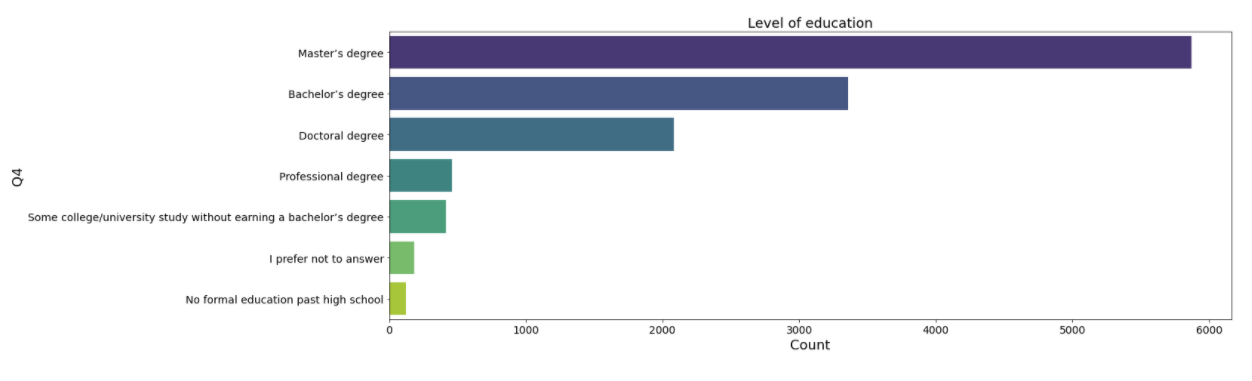 Level of education
Q4
Master’s degree
Bachelor’s degree
Doctoral degree
Professional degree
Some college/university study without earning a bachelor’s degree
I prefer not to answer
No formal education past high school
0 1000 2000 3000 4000 5000 6000
Count